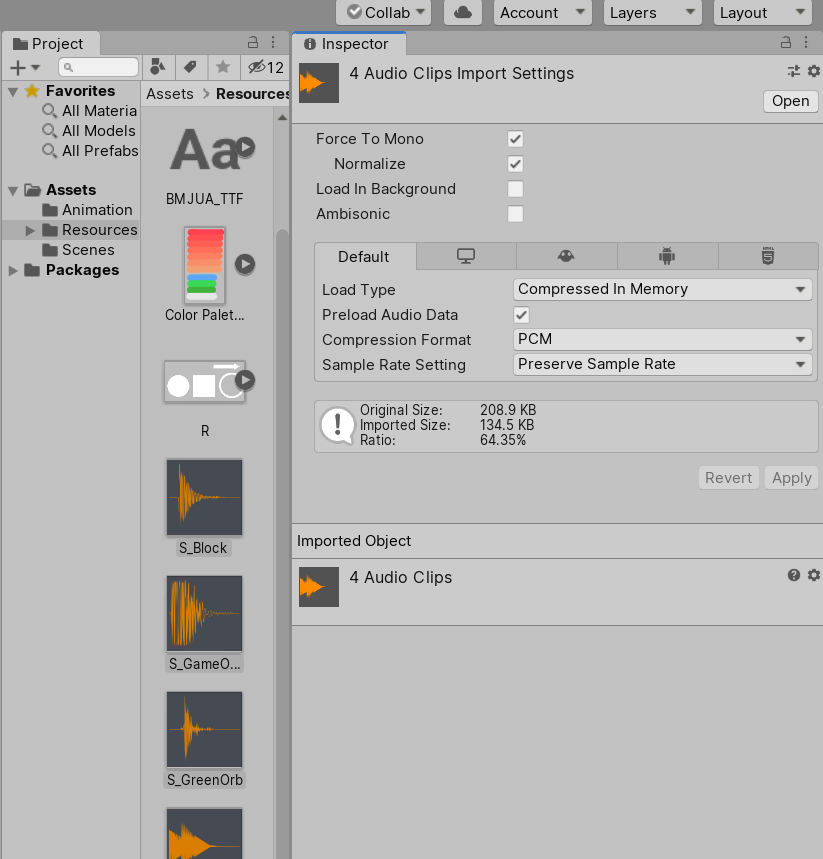 Collab
Account
Layers
Layout
Project
12
Favorites
All Materia
All Models
All Prefabs
Assets
Animation
Resources
Scenes
Packages
Assets > Resources
Aa
BMJUA_TTF
Color Palet...
R
S_Block
S_GameO...
S_GreenOrb
Inspector
4 Audio Clips Import Settings
Open
Force To Mono
Normalize
Load In Background
Ambisonic
Default
Load Type Compressed In Memory
Preload Audio Data
Compression Format PCM
Sample Rate Setting Preserve Sample Rate
Original Size: 208.9 KB
Imported Size: 134.5 KB
Ratio: 64.35%
Revert Apply
Imported Object
4 Audio Clips